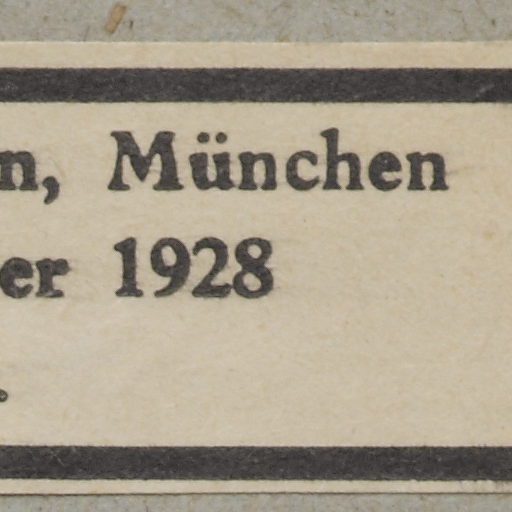 n, München
er 1928
.